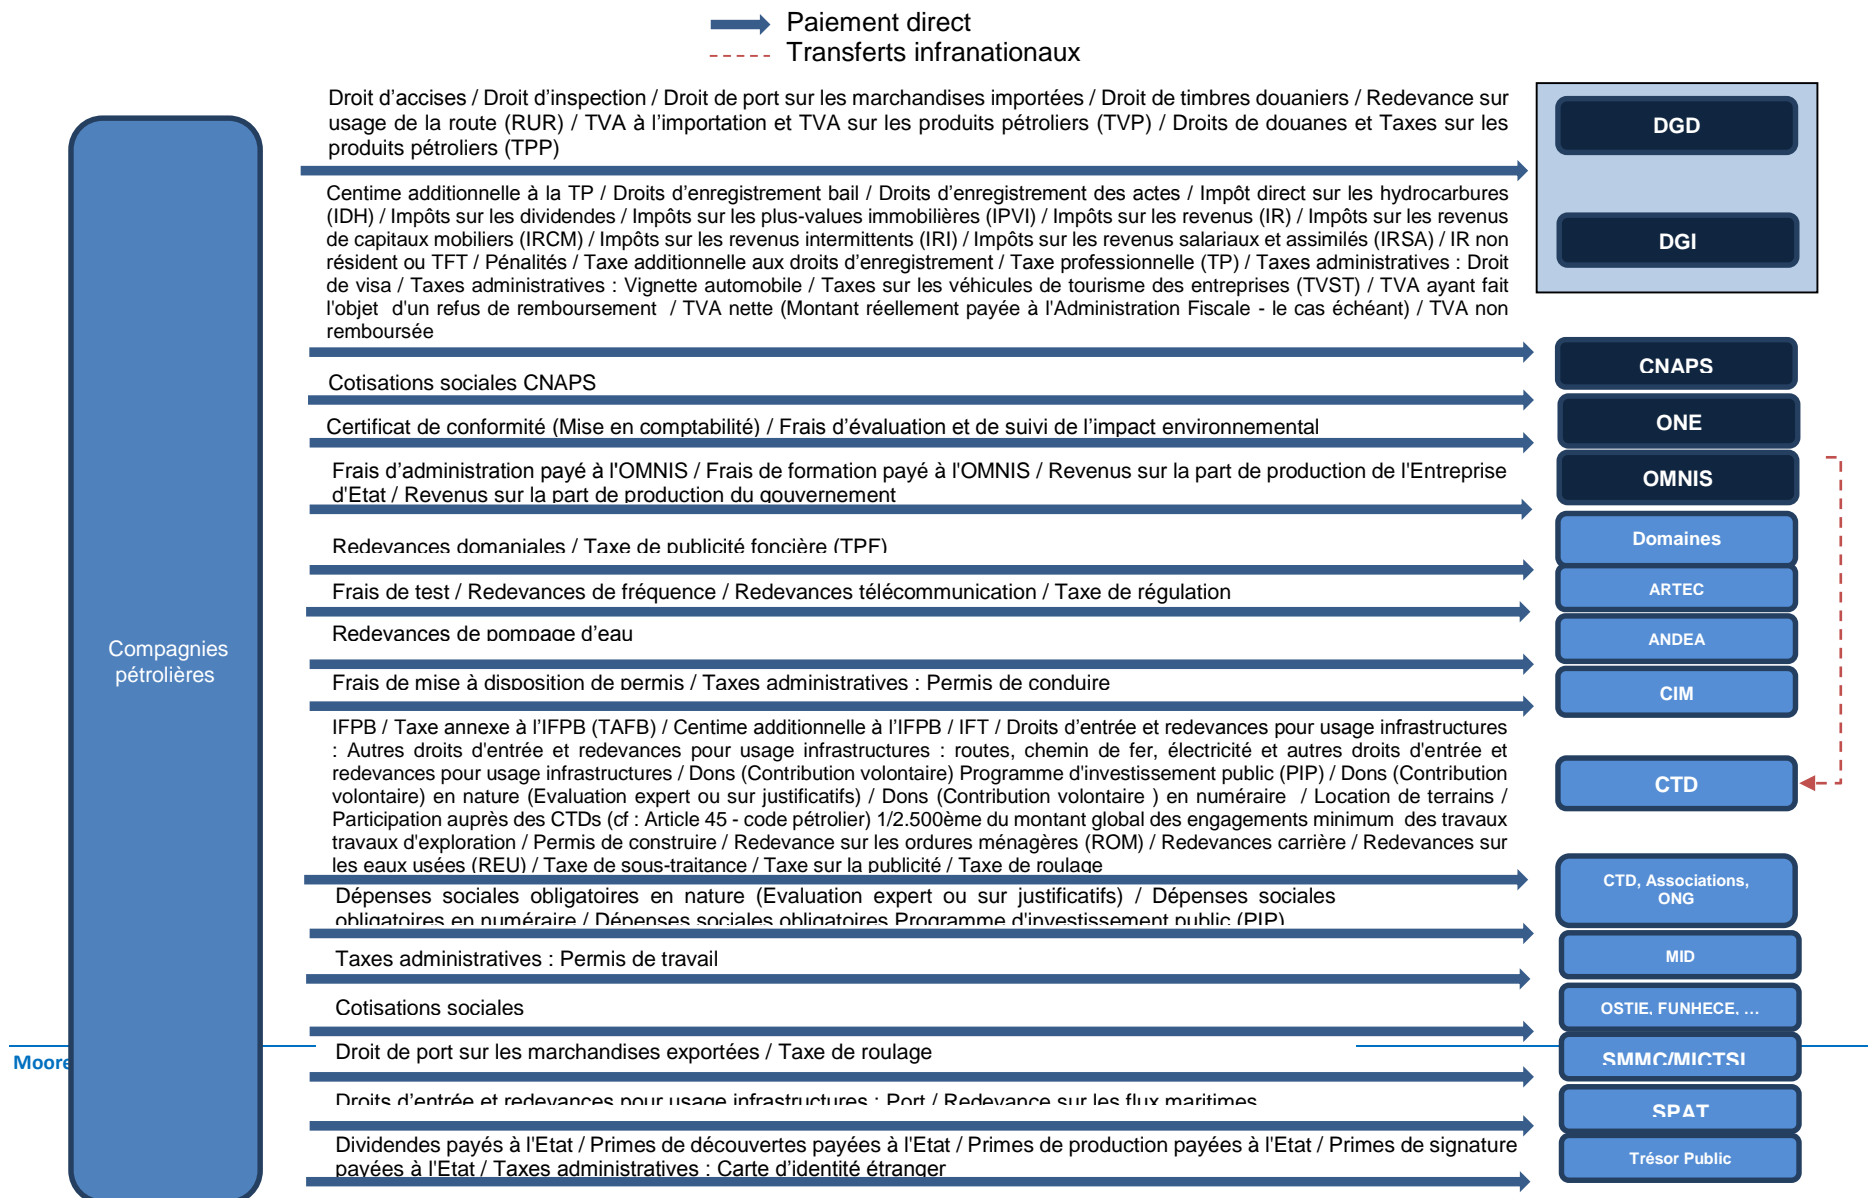 Paiement direct
Transferts infranationaux
Droit d'accises / Droit d'inspection / Droit de port sur les marchandises importées / Droit de timbres douaniers / Redevance sur
usage de la route (RUR) / TVA à l'importation et TVA sur les produits pétroliers (TVP) / Droits de douanes et Taxes sur les
produits pétroliers (TPP)
DGD
Centime additionnelle à la TP / Droits d'enregistrement bail / Droits d'enregistrement des actes / Impôt direct sur les hydrocarbures
(IDH) / Impôts sur les dividendes / Impôts sur les plus-values immobilières (IPVI) / Impôts sur les revenus (IR) / Impôts sur les revenus
de capitaux mobiliers (IRCM) / Impôts sur les revenus intermittents (IRI) / Impôts sur les revenus salariaux et assimilés (IRSA) / IR non
résident ou TFT / Pénalités / Taxe additionnelle aux droits d'enregistrement / Taxe professionnelle (TP) / Taxes administratives : Droit
de visa / Taxes administratives : Vignette automobile / Taxes sur les véhicules de tourisme des entreprises (TVST) / TVA ayant fait
l'objet d'un refus de remboursement / TVA nette (Montant réellement payée à l'Administration Fiscale - le cas échéant) / TVA non
remboursée
DGI
Cotisations sociales CNAPS
CNAPS
Certificat de conformité (Mise en comptabilité) / Frais d'évaluation et de suivi de l'impact environnemental
ONE
Frais d'administration payé à l'OMNIS / Frais de formation payé à l'OMNIS / Revenus sur la part de production de l'Entreprise
d'Etat / Revenus sur la part de production du gouvernement
OMNIS
Redevances domaniales / Taxe de publicité foncière (TPF)
Domaines
Frais de test / Redevances de fréquence / Redevances télécommunication / Taxe de régulation
ARTEC
Redevances de pompage d'eau
ANDEA
Compagnies
pétrolières
Frais de mise à disposition de permis / Taxes administratives : Permis de conduire
CIM
IFPB / Taxe annexe à l'IFPB (TAFB) / Centime additionnelle à l'IFPB / IFT / Droits d'entrée et redevances pour usage infrastructures
: Autres droits d'entrée et redevances pour usage infrastructures : routes, chemin de fer, électricité et autres droits d'entrée et
redevances pour usage infrastructures / Dons (Contribution volontaire) Programme d'investissement public (PIP) / Dons (Contribution
volontaire) en nature (Evaluation expert ou sur justificatifs) / Dons (Contribution volontaire ) en numéraire / Location de terrains /
Participation auprès des CTDs (cf : Article 45 - code pétrolier) 1/2.500ème du montant global des engagements minimum des travaux
travaux d'exploration / Permis de construire / Redevance sur les ordures ménagères (ROM) / Redevances carrière / Redevances sur
les eaux usées (REU) / Taxe de sous-traitance / Taxe sur la publicité / Taxe de roulage
CTD
Dépenses sociales obligatoires en nature (Evaluation expert ou sur justificatifs) / Dépenses sociales
obligatoires en numéraire / Dépenses sociales obligatoires Programme d'investissement public (PIP)
CTD, Associations,
ONG
Taxes administratives : Permis de travail
MID
Cotisations sociales
OSTIE, FUNHECE, …
Droit de port sur les marchandises exportées / Taxe de roulage
SMMC/MICTSL
Moore
Droits d'entrée et redevances pour usage infrastructures : Port / Redevance sur les flux maritimes
SPAT
Dividendes payés à l'Etat / Primes de découvertes payées à l'Etat / Primes de production payées à l'Etat / Primes de signature
payées à l'Etat / Taxes administratives : Carte d'identité étranger
Trésor Public